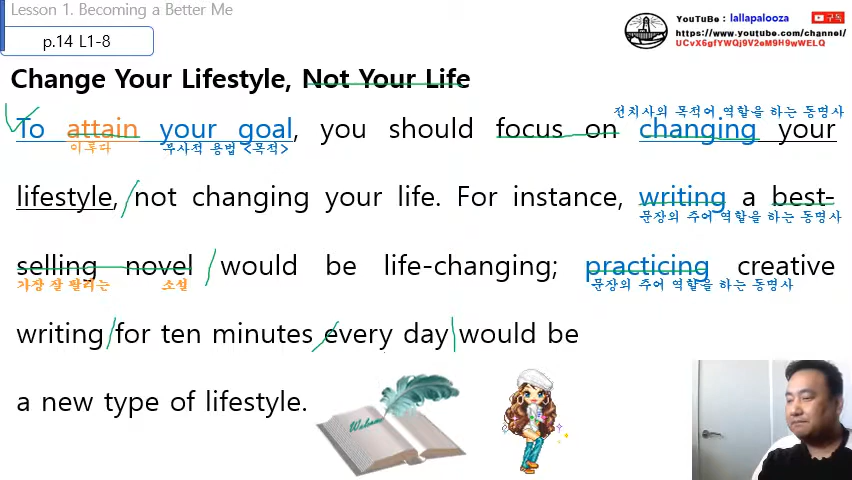 Lesson 1. Becoming a Better Me
p.14 L1-8
YouTuBe : lallapalooza
구독
https://www.youtube.com/channel/
UCvX6gfYWQj9V2eM9H9wWELQ
Change Your Lifestyle, Not Your Life
전치사의 목적어 역할을 하는 동명사
To attain your goal, you should focus on changing your
이루다 부사적 용법 <목적>
lifestyle, not changing your life. For instance, writing a best-
문장의 주어 역할을 하는 동명사
selling novel would be life-changing; practicing creative
가장 잘 팔리는 소설 문장의 주어 역할을 하는 동명사
writing for ten minutes every day would be
a new type of lifestyle.
Welcome